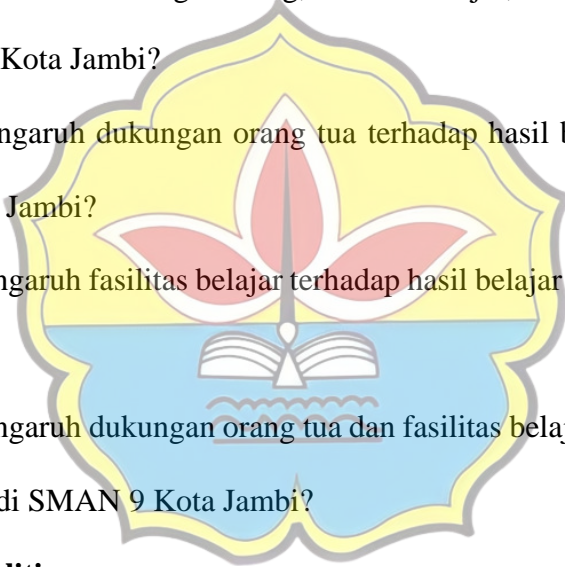 Kota Jambi?
ngaruh dukungan orang tua terhadap hasil b
Jambi?
ngaruh fasilitas belajar terhadap hasil belajar
ngaruh dukungan orang tua dan fasilitas bela
di SMAN 9 Kota Jambi?